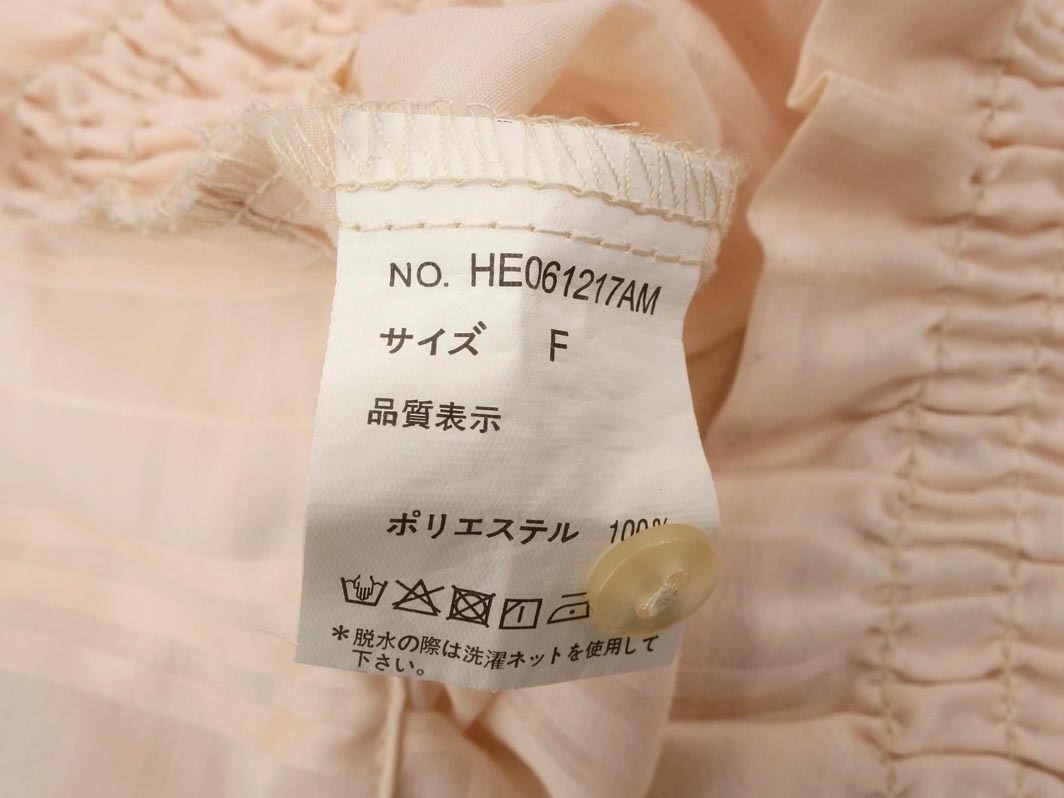 NO. HE061217AM
サイズ F
品質表示
ポリエステル 100%
*脱水の際は洗濯ネットを使用して
下さい。